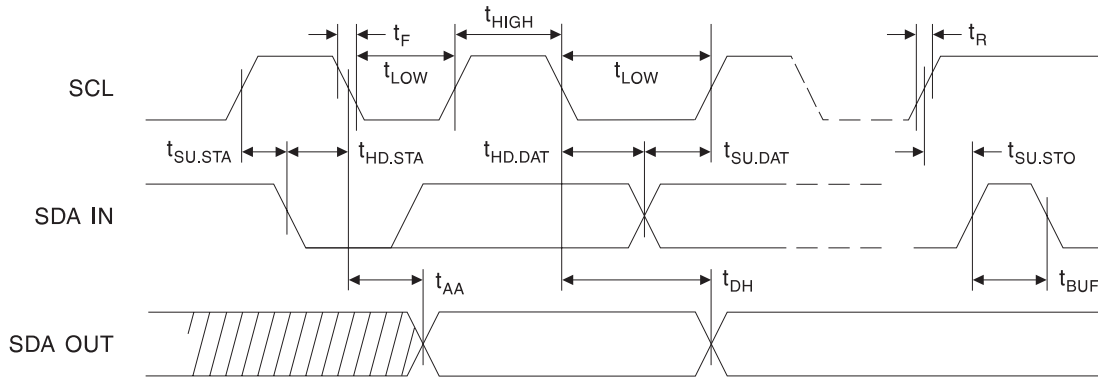 tHIGH
tF
tR
tLOW
tLOW
SCL
tSU.STA
tHD.STA
tHD.DAT
tSU.DAT
tSU.STO
SDA IN
tAA
tDH
tBUF
SDA OUT